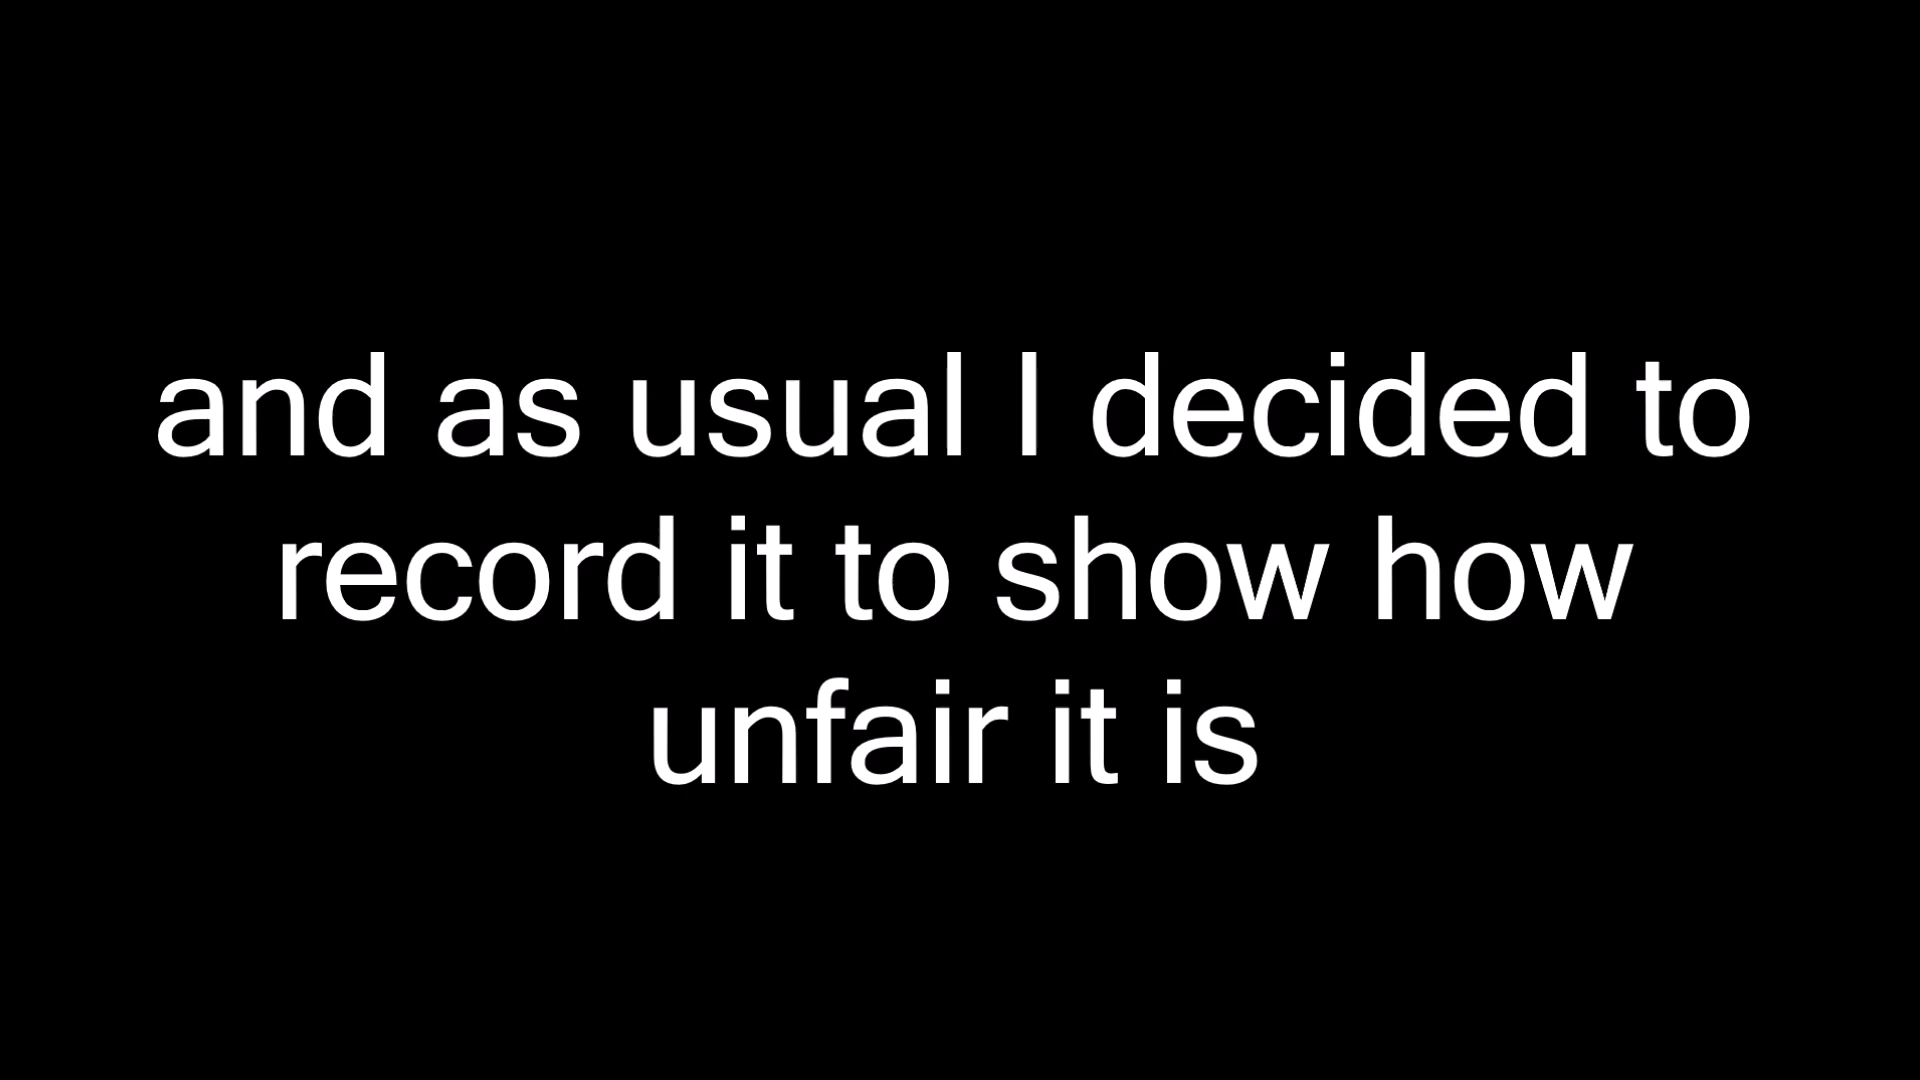 and as usual I decided to
record it to show how
unfair it is